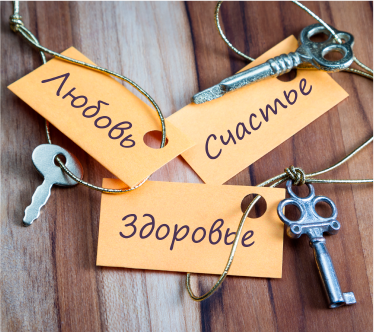 Любовь
Счастье
Здоровье